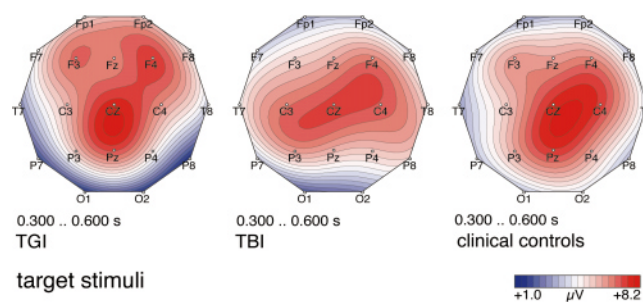 Fp1 Fp2 Fp1 Fp2 Fp1 Fp2
F7 F3 Fz F4 F8 F7 F3 Fz F4 F8 F7 F3 Fz F4 F8
T7 C3 CZ C4 T8 T7 C3 CZ C4 T8 T7 C3 CZ C4 T8
P7 P3 Pz P4 P8 P7 P3 Pz P4 P8 P7 P3 Pz P4 P8
O1 O2 O1 O2 O1 O2
0.300 .. 0.600 s 0.300 .. 0.600 s 0.300 .. 0.600 s
TGI TBI clinical controls
target stimuli
+1.0 µV +8.2